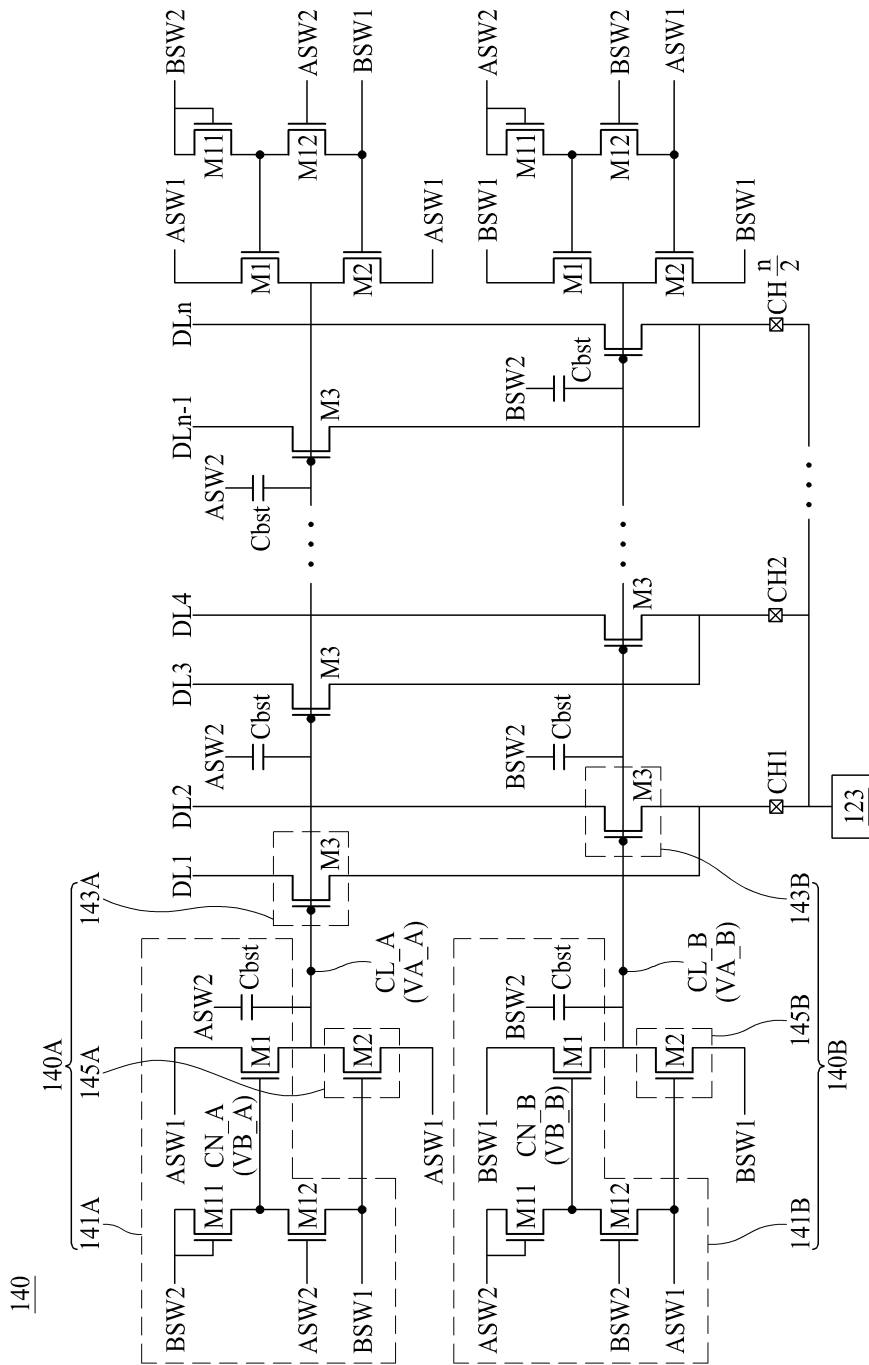 140
140A
141A 145A 143A
BSW2 ASW1 DL1 DL2 DL3 DL4 DLn-1 DLn ASW1 BSW2
ASW2 ASW2 ASW2
M11 M11
CN_A
(VB_A)
M1 Cbst Cbst Cbst M1
ASW2 M12 M12 ASW2
M3 M3 M3
BSW1 M2 M2 BSW1
CL_A
(VA_A)
ASW1 ASW1
ASW2 BSW1 BSW1 ASW2
BSW2 BSW2 BSW2
M11 M11
CN_B
(VB_B)
M1 Cbst Cbst Cbst M1
BSW2 M12 M12 BSW2
M3 M3
ASW1 M2 M2 ASW1
CL_B
(VA_B)
BSW1 BSW1
CH1 CH2 CH n/2
141B 145B 143B
140B
123